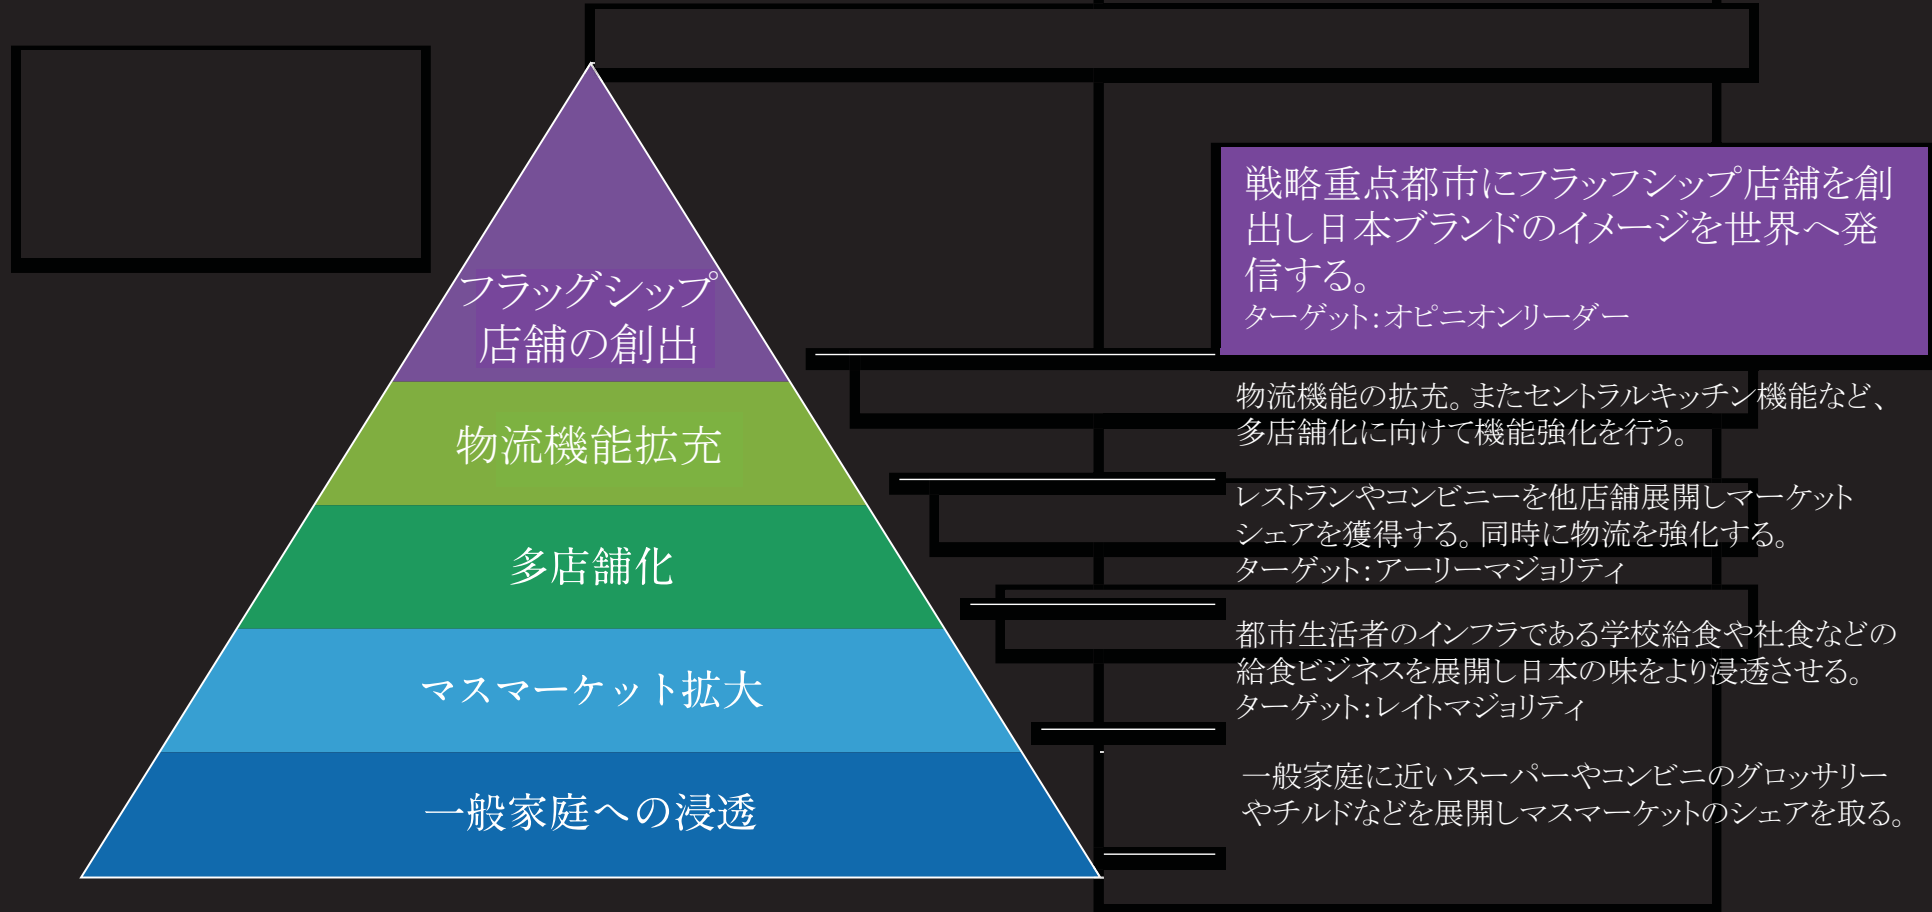 フラッグシップ
店舗の創出
物流機能拡充
多店舗化
マスマーケット拡大
一般家庭への浸透
戦略重点都市にフラッフシップ店舗を創
出し日本ブランドのイメージを世界へ発
信する。
ターゲット:オピニオンリーダー
物流機能の拡充。またセントラルキッチン機能など、
多店舗化に向けて機能強化を行う。
レストランやコンビニーを他店舗展開しマーケット
シェアを獲得する。同時に物流を強化する。
ターゲット:アーリーマジョリティ
都市生活者のインフラである学校給食や社食などの
給食ビジネスを展開し日本の味をより浸透させる。
ターゲット:レイトマジョリティ
一般家庭に近いスーパーやコンビニのグロッサリー
やチルドなどを展開しマスマーケットのシェアを取る。